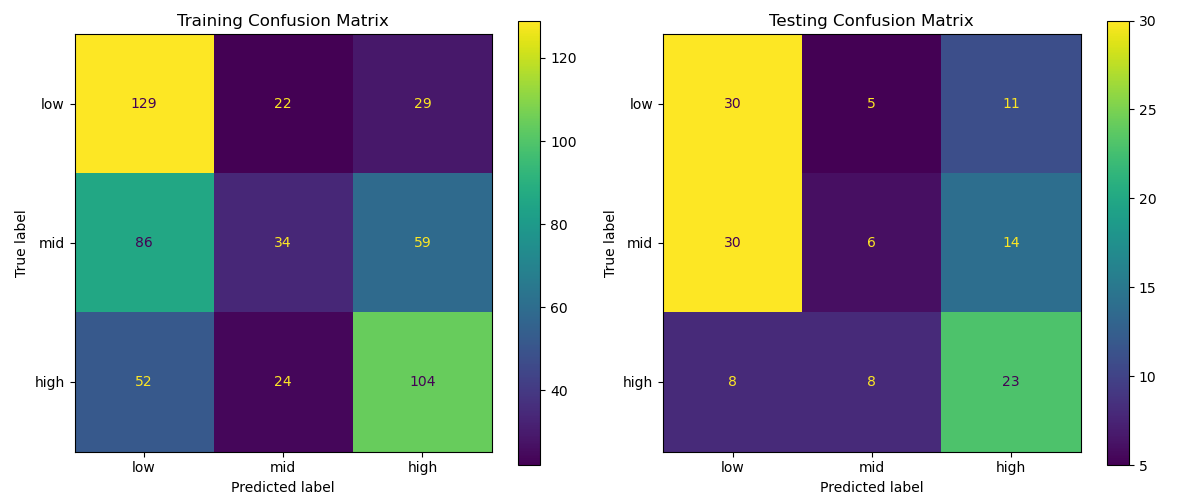 Training Confusion Matrix
low 129 22 29
mid 86 34 59
high 52 24 104
low mid high
Predicted label
True label
120
100
80
60
40
Testing Confusion Matrix
low 30 5 11
mid 30 6 14
high 8 8 23
low mid high
Predicted label
True label
30
25
20
15
10
5